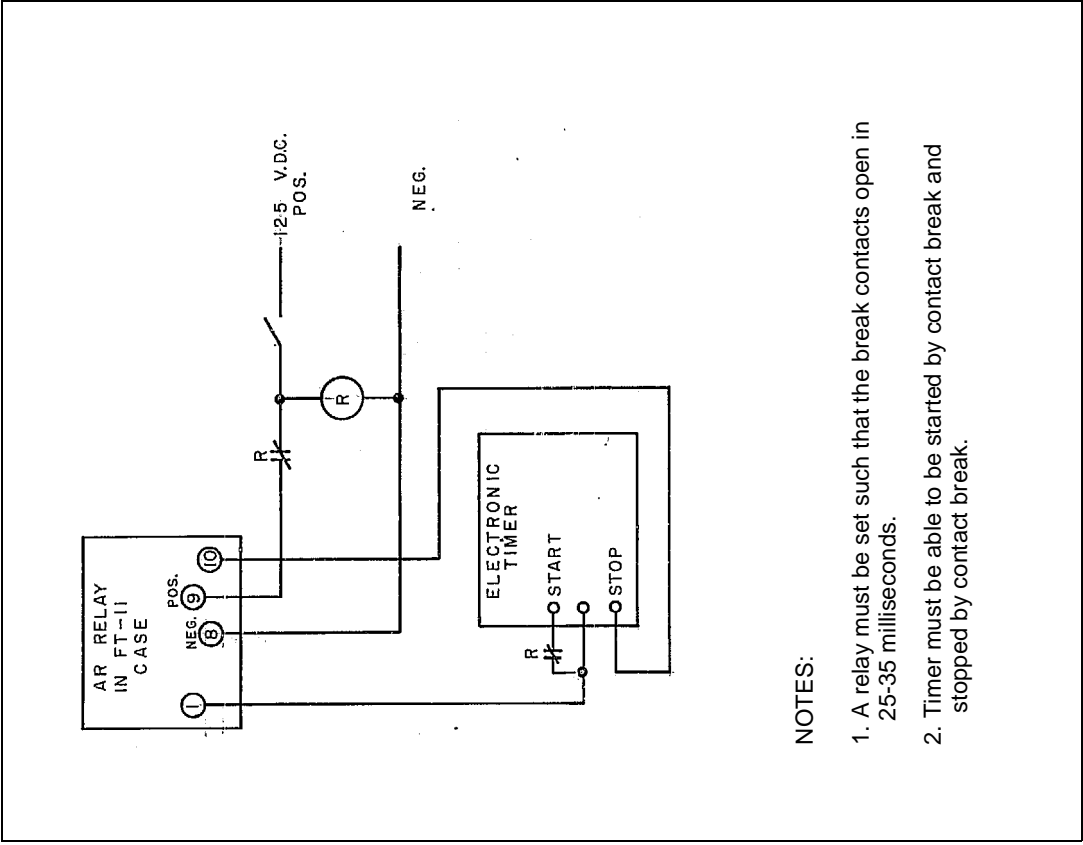 AR RELAY
IN FT-11
CASE
1
NEG.
8
POS.
9
10
R
R
125 V.D.C.
POS.
NEG.
ELECTRONIC
TIMER
START
STOP
R
NOTES:
1. A relay must be set such that the break contacts open in
25-35 milliseconds.
2. Timer must be able to be started by contact break and
stopped by contact break.